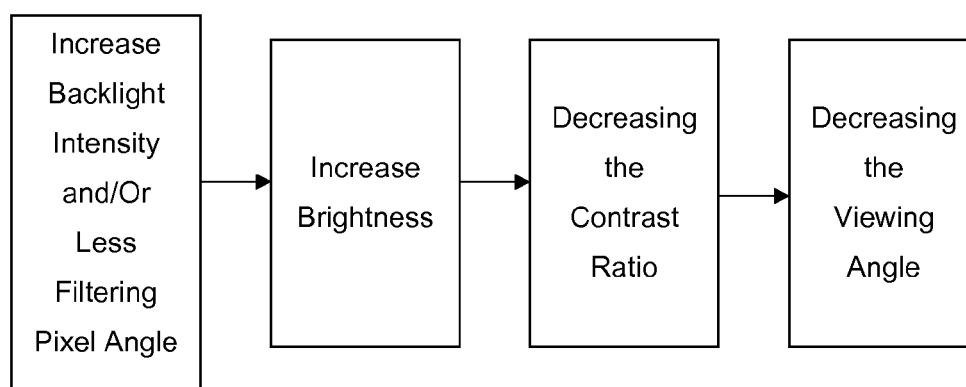 Increase
Backlight
Intensity
and/Or
Less
Filtering
Pixel Angle
Increase
Brightness
Decreasing
the
Contrast
Ratio
Decreasing
the
Viewing
Angle